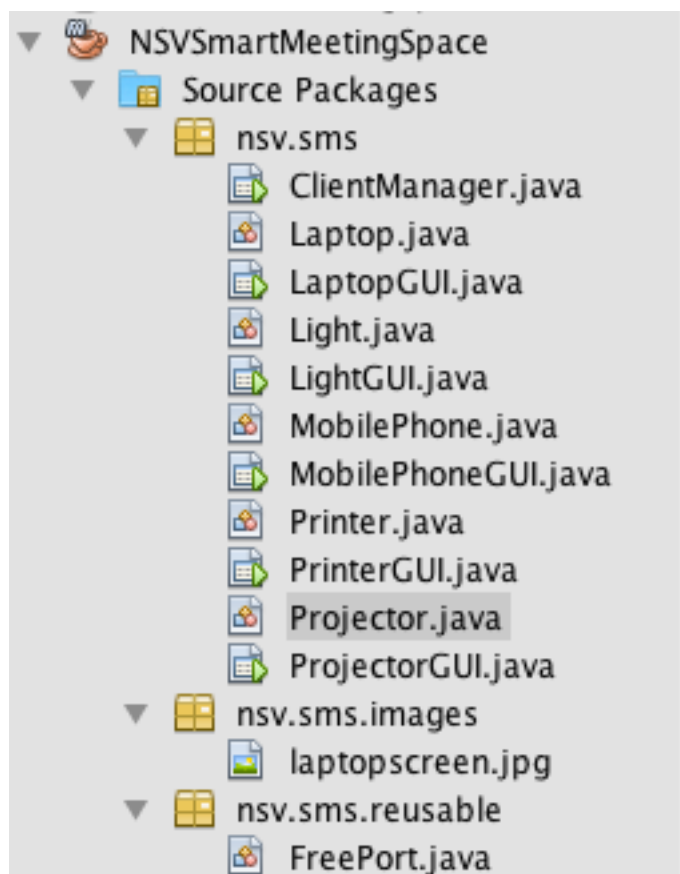 NSVSmartMeetingSpace
Source Packages
nsv.sms
ClientManager.java
Laptop.java
LaptopGUI.java
Light.java
LightGUI.java
MobilePhone.java
MobilePhoneGUI.java
Printer.java
PrinterGUI.java
Projector.java
ProjectorGUI.java
nsv.sms.images
laptopscreen.jpg
nsv.sms.reusable
FreePort.java